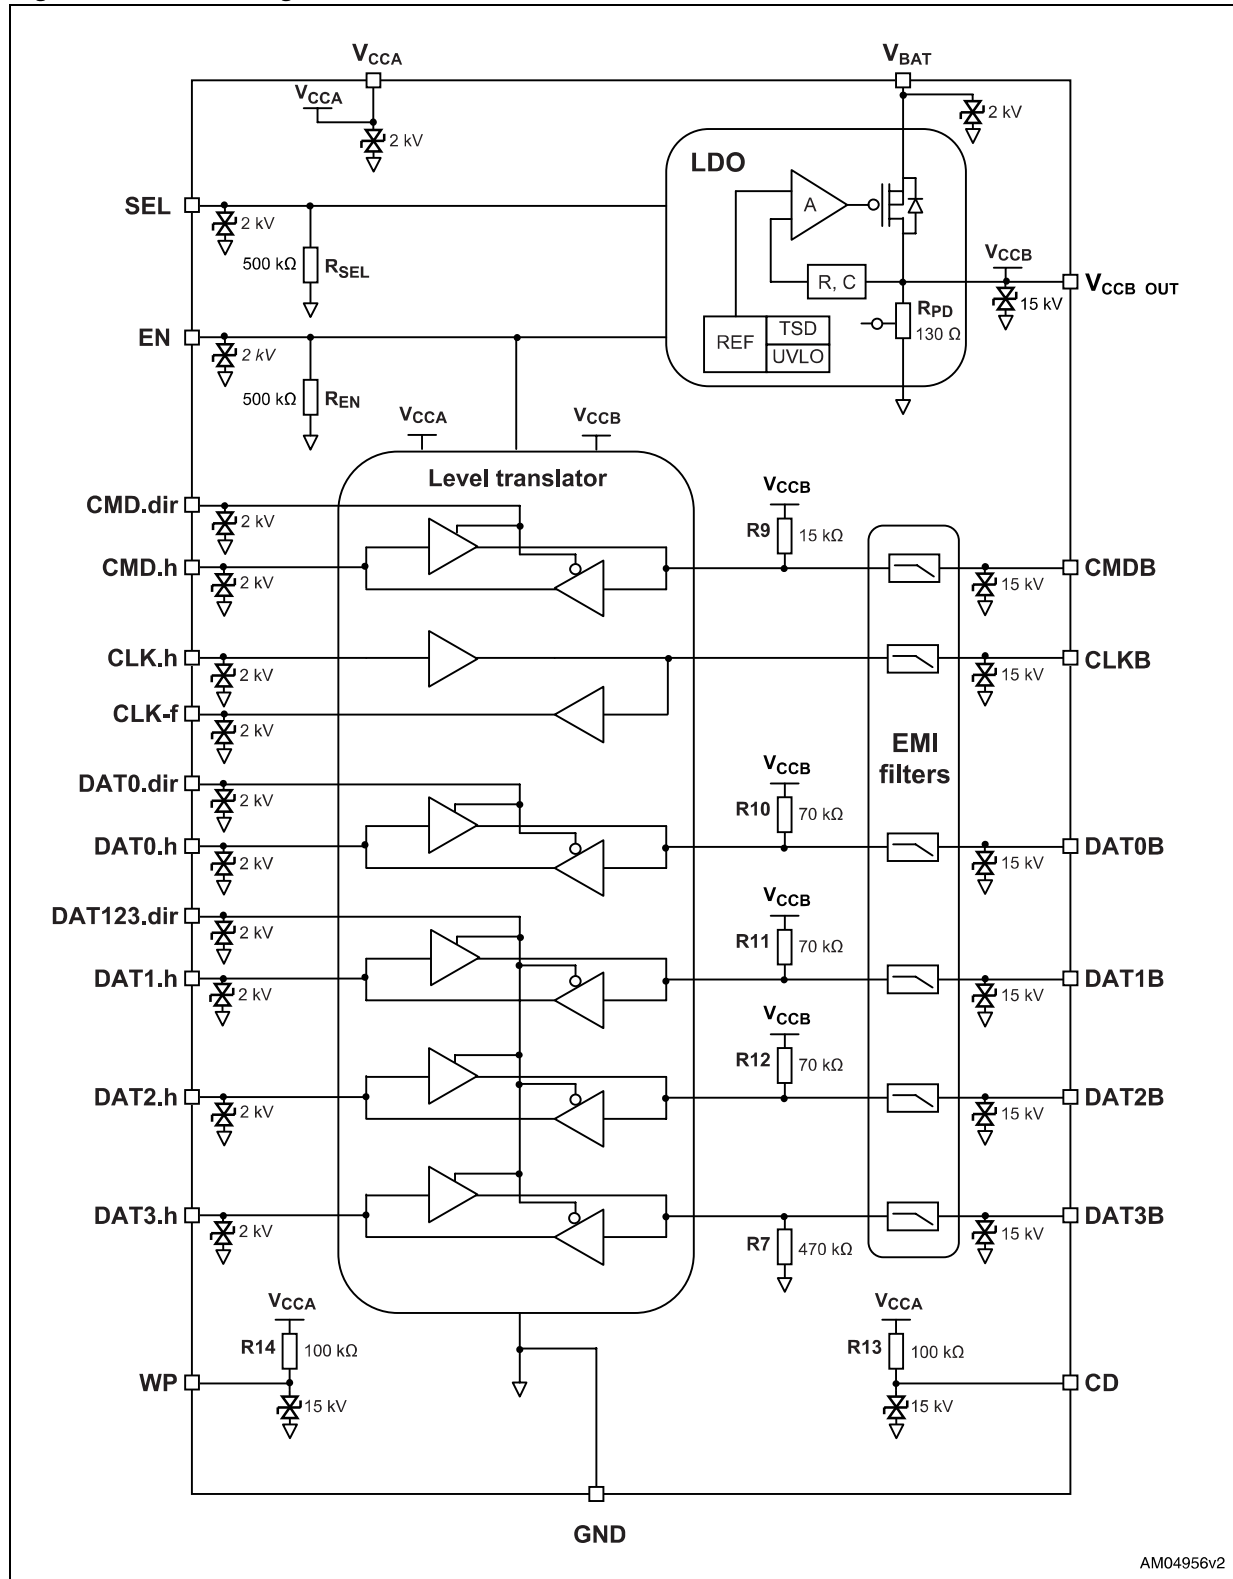 VCCA
VBAT
VCCA
2 kV
2 kV
LDO
SEL
2 kV
A
500 kΩ
RSEL
R, C
VCCB
VCCB OUT
15 kV
EN
2 kV
REF
TSD
UVLO
RPD
130 Ω
500 kΩ
REN
VCCA
VCCB
Level translator
CMD.dir
2 kV
VCCB
R9
15 kΩ
CMD.h
2 kV
15 kV
CMDB
CLK.h
2 kV
15 kV
CLKB
CLK-f
2 kV
EMI
filters
DAT0.dir
2 kV
VCCB
R10
70 kΩ
DAT0.h
2 kV
15 kV
DAT0B
DAT123.dir
2 kV
VCCB
R11
70 kΩ
DAT1.h
2 kV
15 kV
DAT1B
VCCB
R12
70 kΩ
DAT2.h
2 kV
15 kV
DAT2B
DAT3.h
2 kV
R7
470 kΩ
15 kV
DAT3B
VCCA
R14
100 kΩ
VCCA
R13
100 kΩ
WP
15 kV
15 kV
CD
GND
AM04956v2